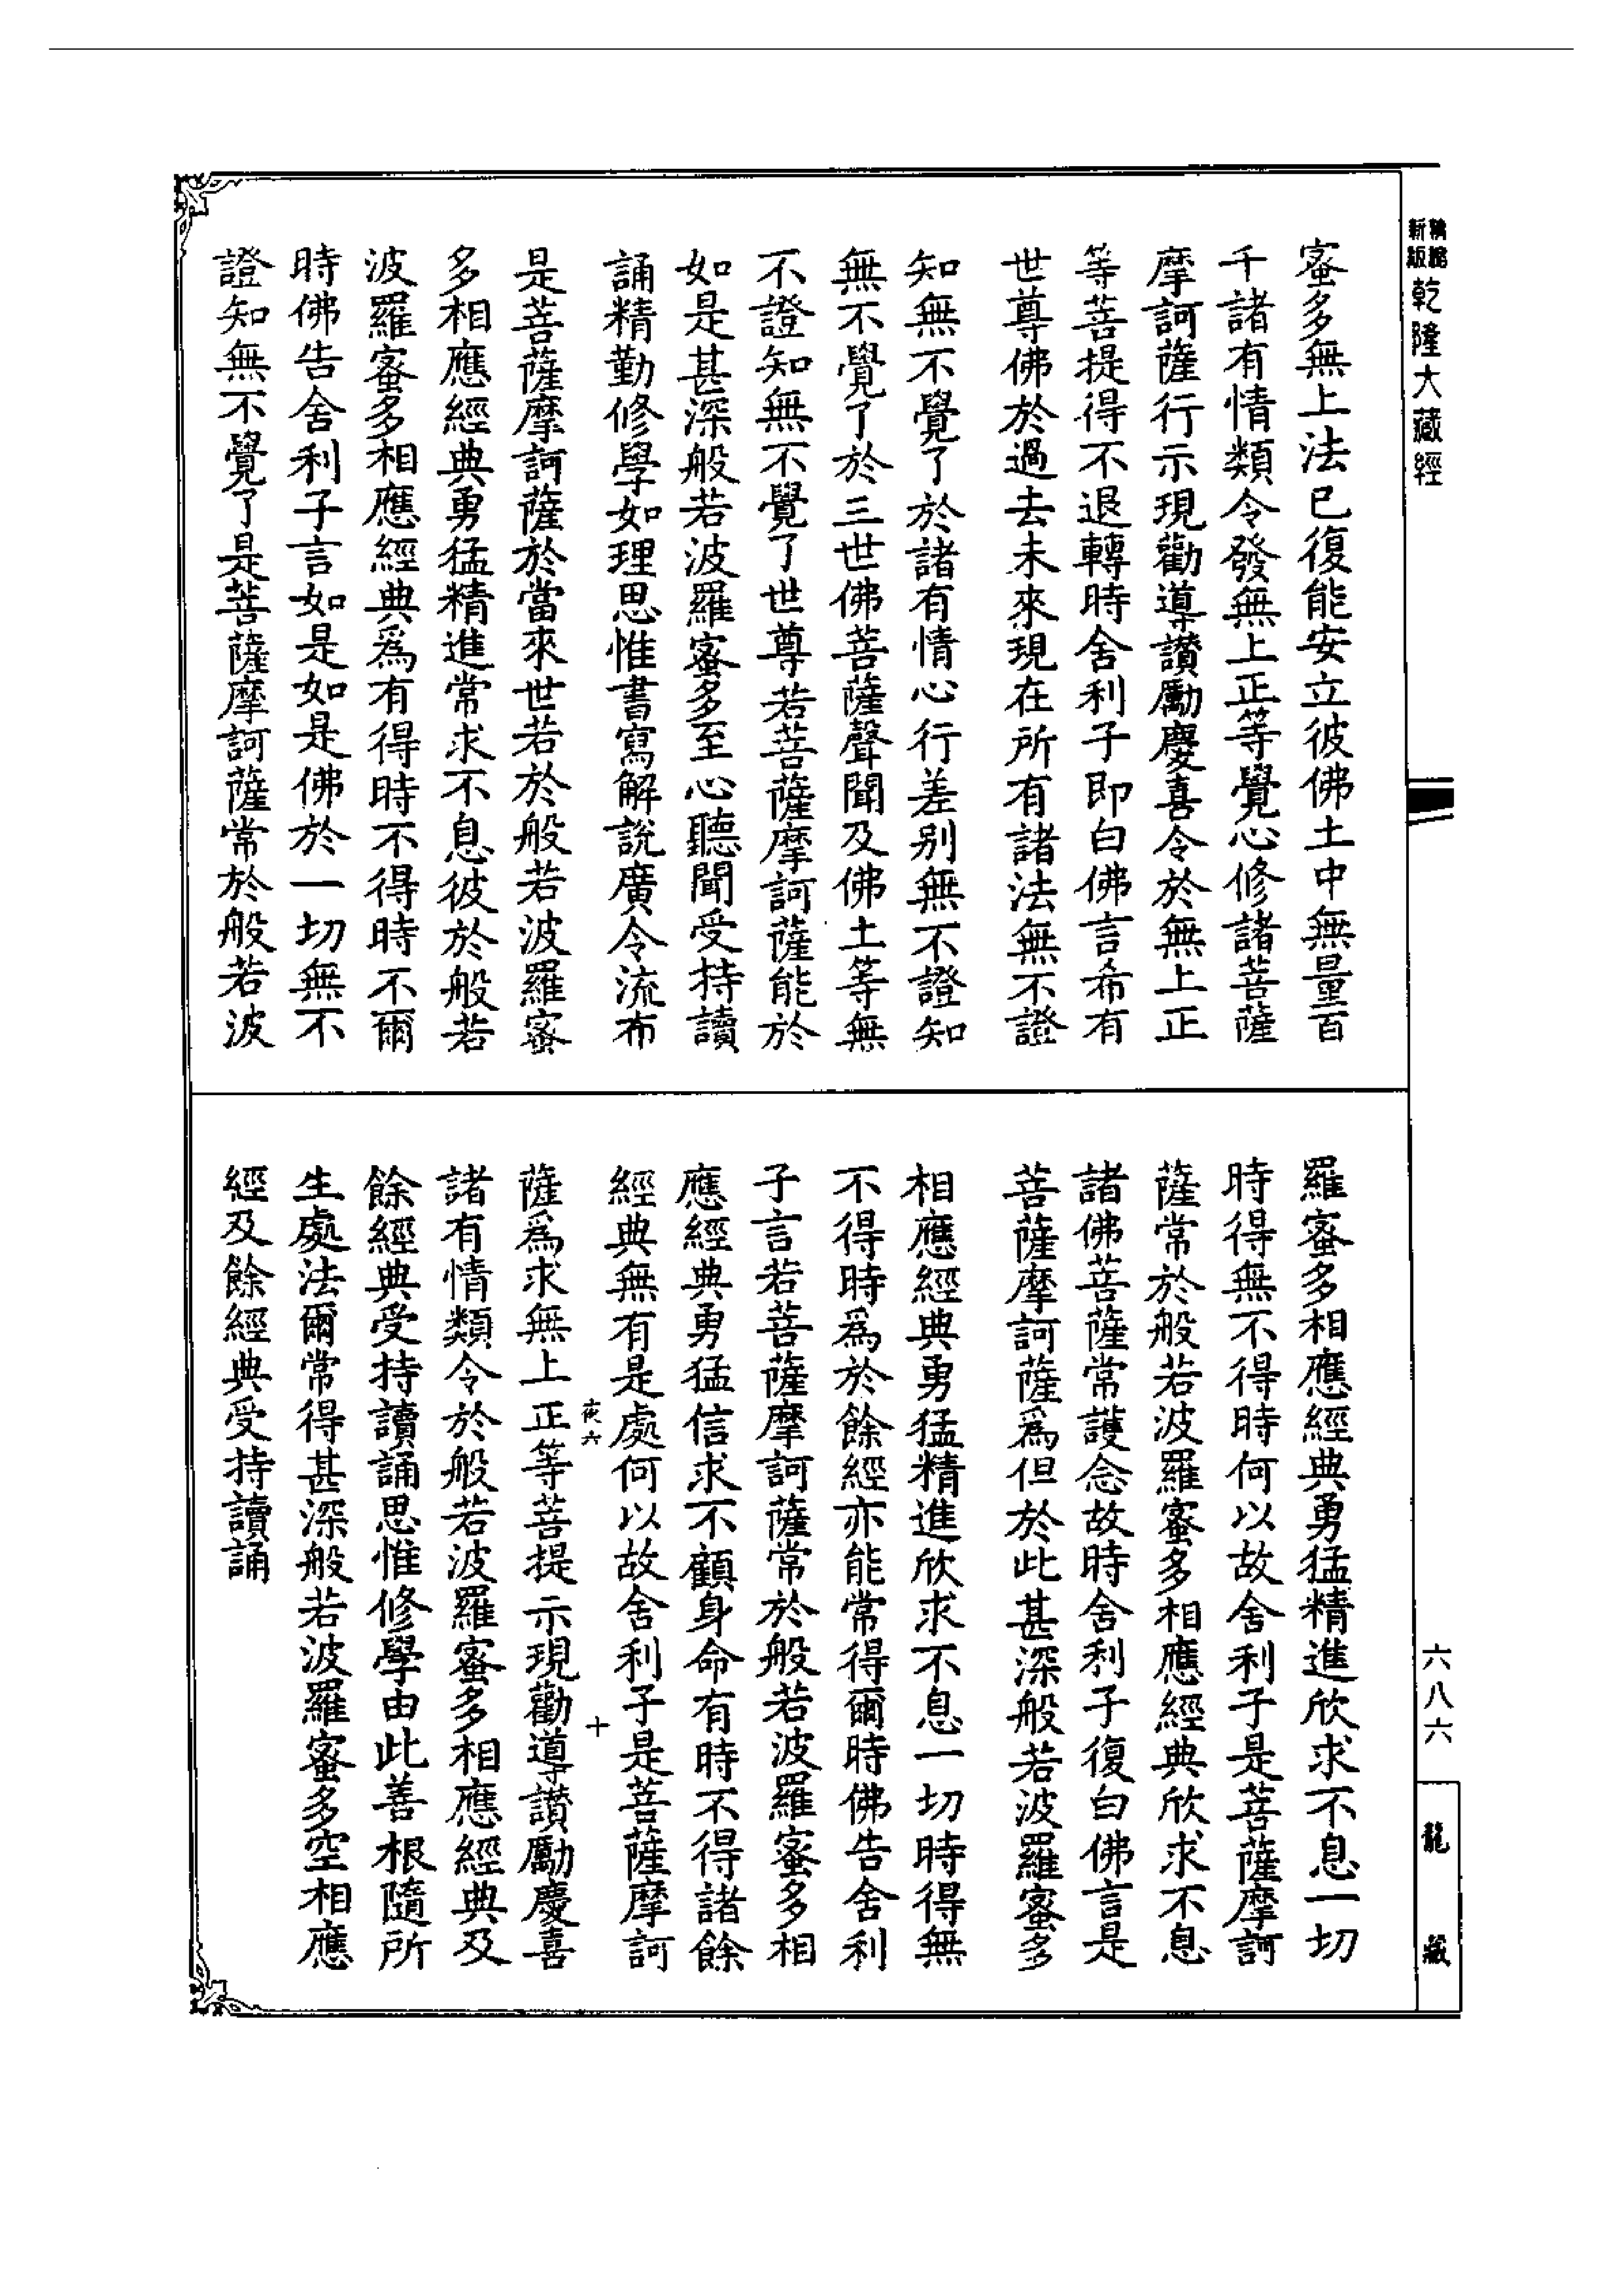 新版
精縮
乾隆大藏經
蜜多無上法已復能安立彼佛土中無量百
千諸有情類令發無上正等覺心修諸菩薩
摩訶薩行示現勸導讚勵慶喜令於無上正
等菩提得不退轉時舍利子即白佛言希有
世尊佛於過去未來現在所有諸法無不證
知無不覺了於諸有情心行差别無不證知
無不覺了於三世佛菩薩聲聞及佛土等無
不證知無不覺了世尊若菩薩摩訶薩能於
如是甚深般若波羅蜜多至心聽聞受持讀
誦精勤修學如理思惟書寫解說廣令流布
是菩薩摩訶薩於當來世若於般若波羅蜜
多相應經典勇猛精進常求不息彼於般若
波羅蜜多相應經典爲有得時不得時不爾
時佛告舍利子言如是如是佛於一切無不
證知無不覺了是菩薩摩訶薩常於般若波
羅蜜多相應經典勇猛精進欣求不息一切
時得無不得時何以故舍利子是菩薩摩訶
薩常於般若波羅蜜多相應經典欣求不息
諸佛菩薩常護念故時舍利子復白佛言是
菩薩摩訶薩爲但於此甚深般若波羅蜜多
相應經典勇猛精進欣求不息一切時得無
不得時爲於餘經亦能常得爾時佛告舍利
子言若菩薩摩訶薩常於般若波羅蜜多相
應經典勇猛信求不顧身命有時不得諸餘
經典無有是處何以故舍利子是菩薩摩訶
夜六 十
薩爲求無上正等菩提示現勸導讚勵慶喜
諸有情類令於般若波羅蜜多相應經典及
餘經典受持讀誦思惟修學由此善根隨所
生處法爾常得甚深般若波羅蜜多空相應
經及餘經典受持讀誦
六八六
龍藏